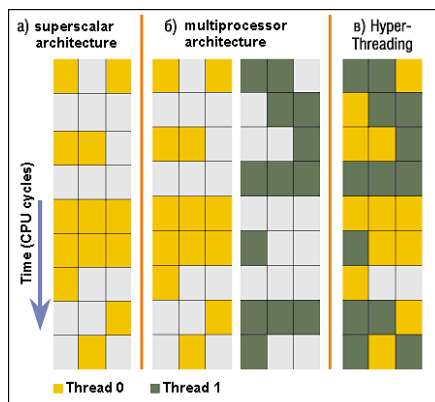 а) superscalar
architecture
б) multiprocessor
architecture
в) Hyper-
Threading
Time (CPU cycles)
Thread 0
Thread 1